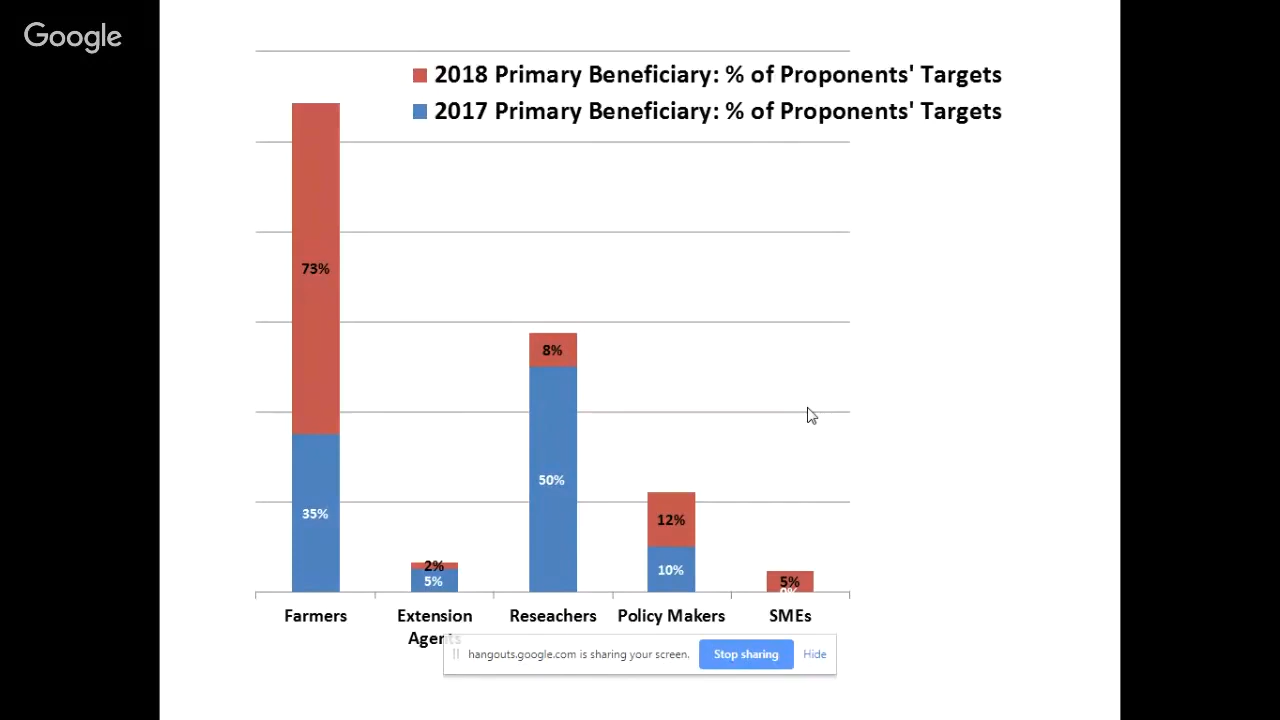 Google
2018 Primary Beneficiary: % of Proponents' Targets
2017 Primary Beneficiary: % of Proponents' Targets
73%
35%
2%
5%
8%
50%
12%
10%
5%
0%
Farmers
Extension
Agents
Reseachers
Policy Makers
SMEs
hangouts.google.com is sharing your screen.
Stop sharing
Hide